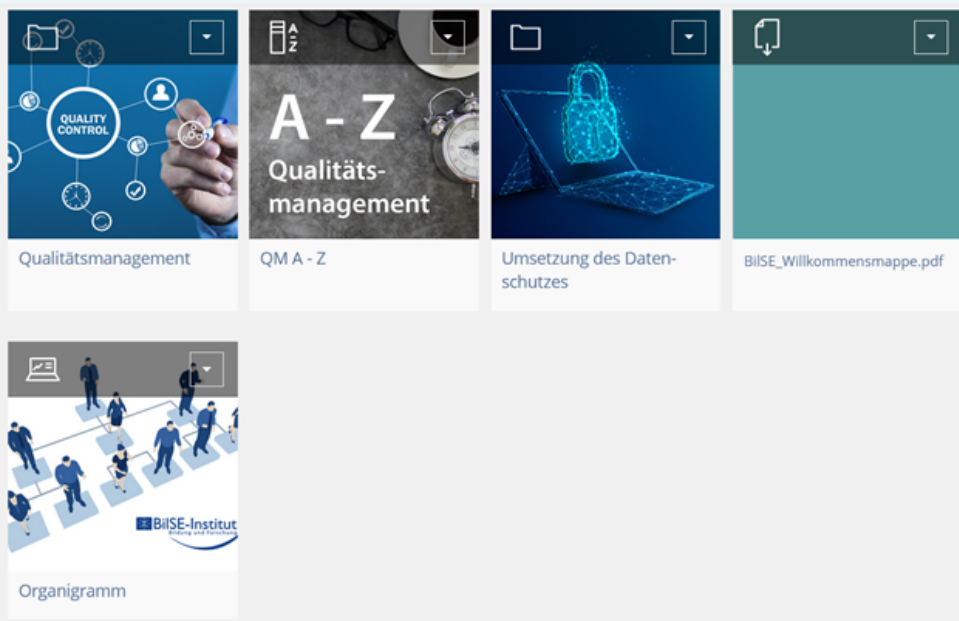 QUALITY
CONTROL
Qualitätsmanagement
A
Z
A - Z
Qualitäts-
management
QM A - Z
Umsetzung des Daten-
schutzes
BilSE_Willkommensmappe.pdf
BilSE-Institut
Bildung und Forschung
Organigramm